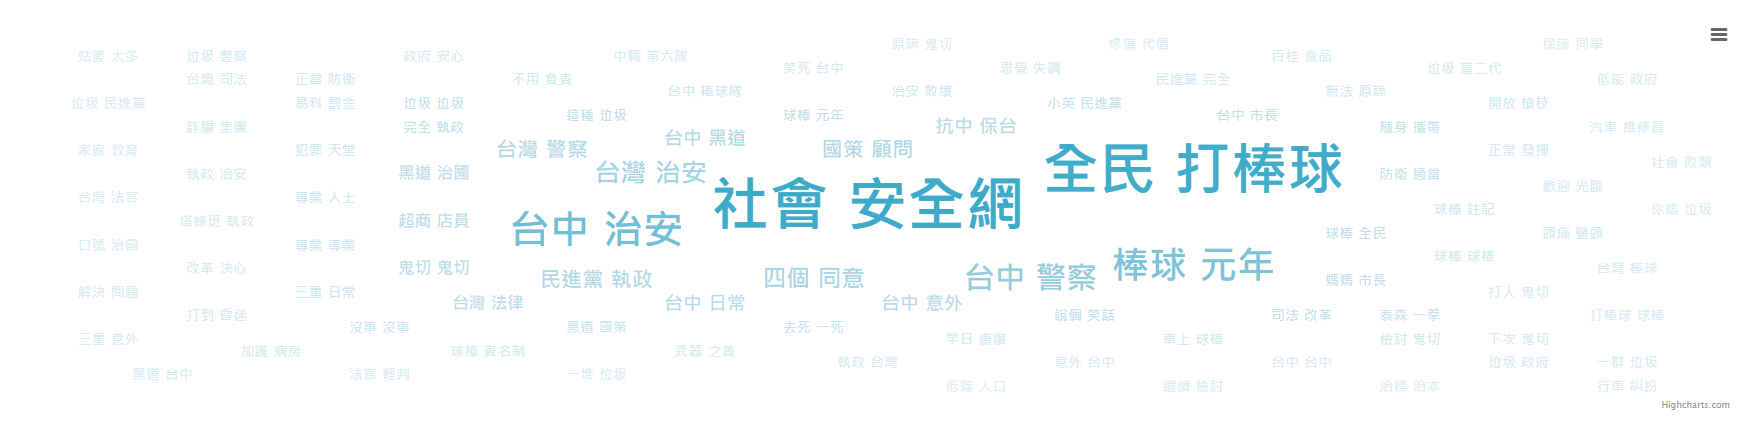 原諒 鬼切
慘痛 代價
保護 同學
姑婆 太多
垃圾 警察
政府 安心
中職 第六隊
百桂 食品
笑死 台中
思覺 失調
垃圾 富二代
台灣 司法
正當 防衛
不用 負責
民進黨 完全
低能 政府
台中 棒球隊
治安 敗壞
無法 原諒
垃圾 民進黨
易科 罰金
垃圾 垃圾
小英 民進黨
開放 槍枝
這種 垃圾
球棒 元年
台中 市長
詐騙 集團
完全 執政
抗中 保台
隨身 攜帶
汽車 維修員
台中 黑道
家庭 教育
犯罪 天堂
台灣 警察
國策 顧問
正常 發揮
社會 敗類
全民 打棒球
執政 治安
黑道 治國
台灣 治安
防衛 過當
歡迎 光臨
台灣 法官
專業 人士
社會 安全網
球棒 註記
你娘 垃圾
塔綠班 執政
超商 店員
台中 治安
球棒 全民
頭痛 醫頭
口號 治國
專業 專業
球棒 球棒
改革 決心
鬼切 鬼切
棒球 元年
台灣 棒球
民進黨 執政
四個 同意
台中 警察
媽媽 市長
解決 問題
三重 日常
打人 鬼切
台灣 法律
台中 日常
台中 意外
打到 昏迷
說個 笑話
司法 改革
泰森 一拳
打棒球 球棒
沒事 沒事
黑道 國策
去死 一死
三重 意外
早日 康復
車上 球棒
檢討 鬼切
下次 鬼切
加護 病房
球棒 實名制
武器 之首
執政 台灣
意外 台中
台中 台中
垃圾 政府
一群 垃圾
黑道 台中
法官 輕判
一堆 垃圾
低端 人口
繼續 檢討
治標 治本
行車 糾紛
Highcharts.com